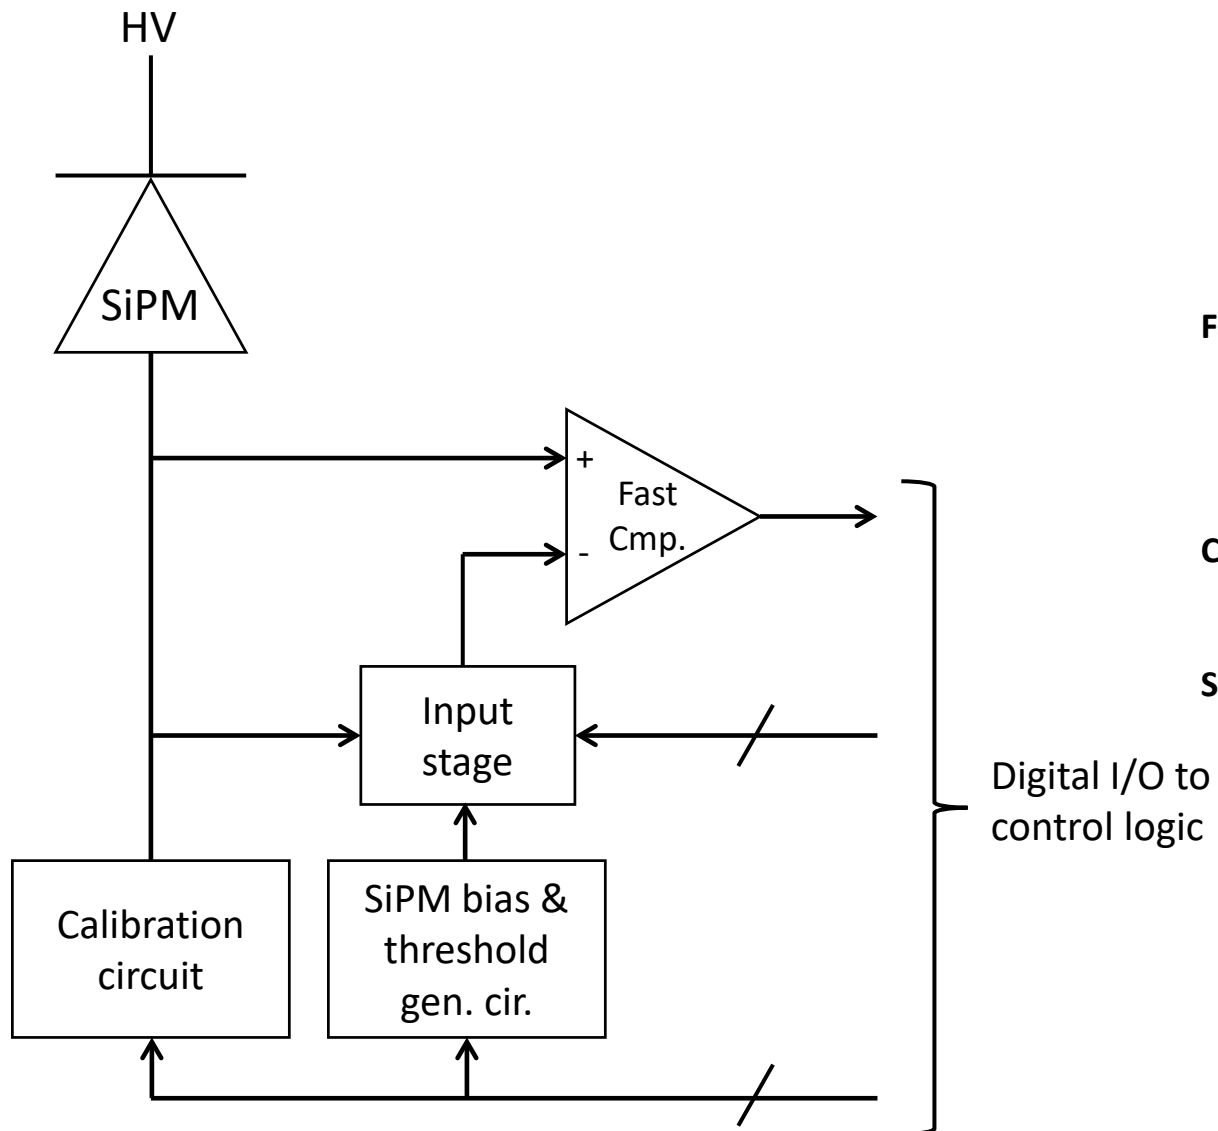 HV
SiPM
F
+
Fast
Cmp.
-
C
Input
stage
S
Digital I/O to
control logic
Calibration
circuit
SiPM bias &
threshold
gen. cir.